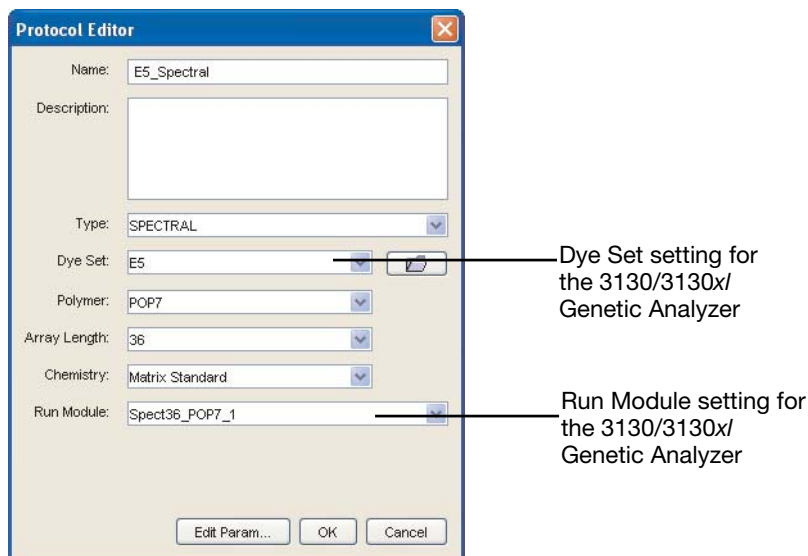 Protocol Editor
Name: E5_Spectral
Description:
Type: SPECTRAL
Dye Set: E5
Polymer: POP7
Array Length: 36
Chemistry: Matrix Standard
Run Module: Spect36_POP7_1
Edit Param... OK Cancel
Dye Set setting for
the 3130/3130xl
Genetic Analyzer
Run Module setting for
the 3130/3130xl
Genetic Analyzer